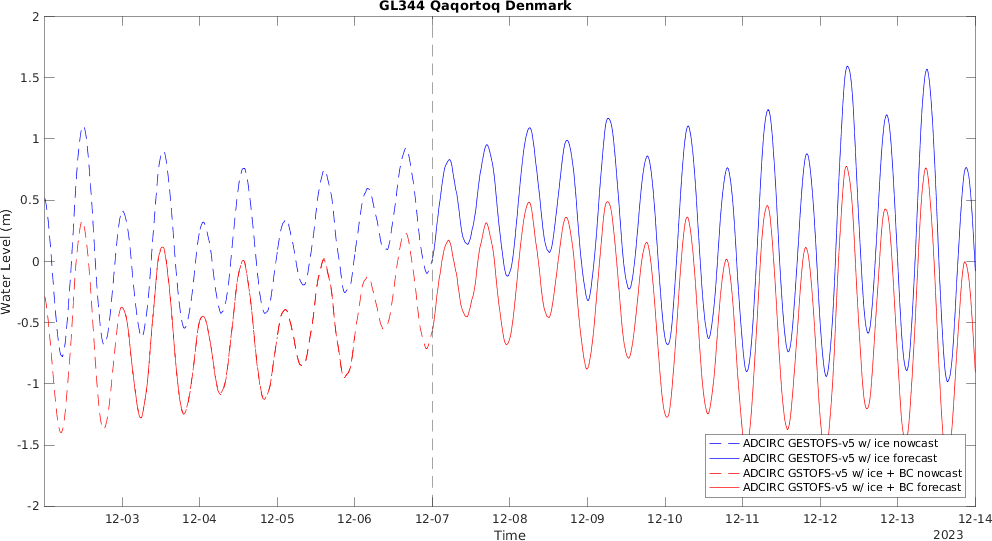 GL344 Qaqortoq Denmark
2
1.5
1
0.5
0
-0.5
-1
-1.5
-2
Water Level (m)
ADCIRC GESTOFS-v5 w/ ice nowcast
ADCIRC GESTOFS-v5 w/ ice forecast
ADCIRC GSTOFS-v5 w/ ice + BC nowcast
ADCIRC GSTOFS-v5 w/ ice + BC forecast
12-03 12-04 12-05 12-06 12-07 12-08 12-09 12-10 12-11 12-12 12-13 12-14
Time
2023